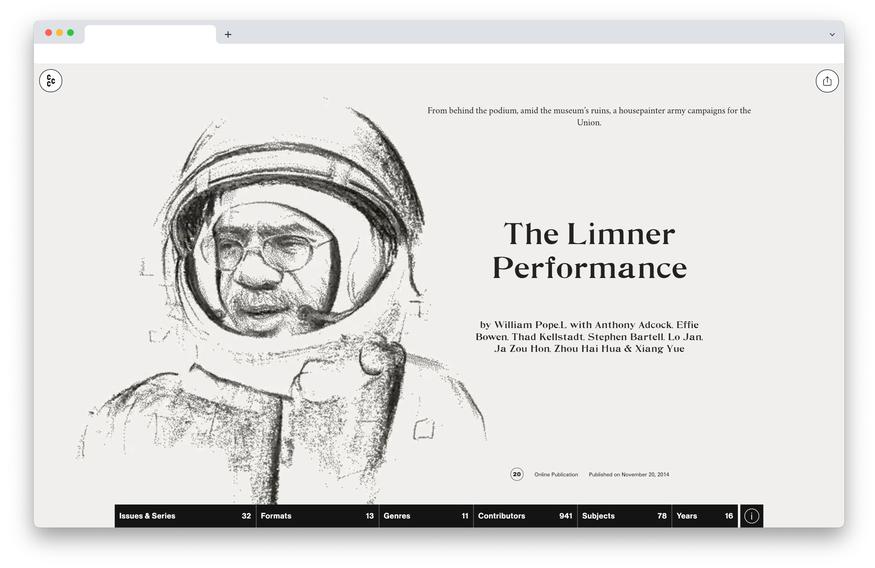 From behind the podium, amid the museum's ruins, a housepainter army campaigns for the
Union.
The Limner
Performance
by William Pope.L with Anthony Adcock, Effie
Bowen, Thad Kellstadt, Stephen Bartell, Lo Jan,
Ja Zou Hon, Zhou Hai Hua & Xiang Yue
20 Online Publication Published on November 20, 2014
Issues & Series 32 Formats 13 Genres 11 Contributors 941 Subjects 78 Years 16 i